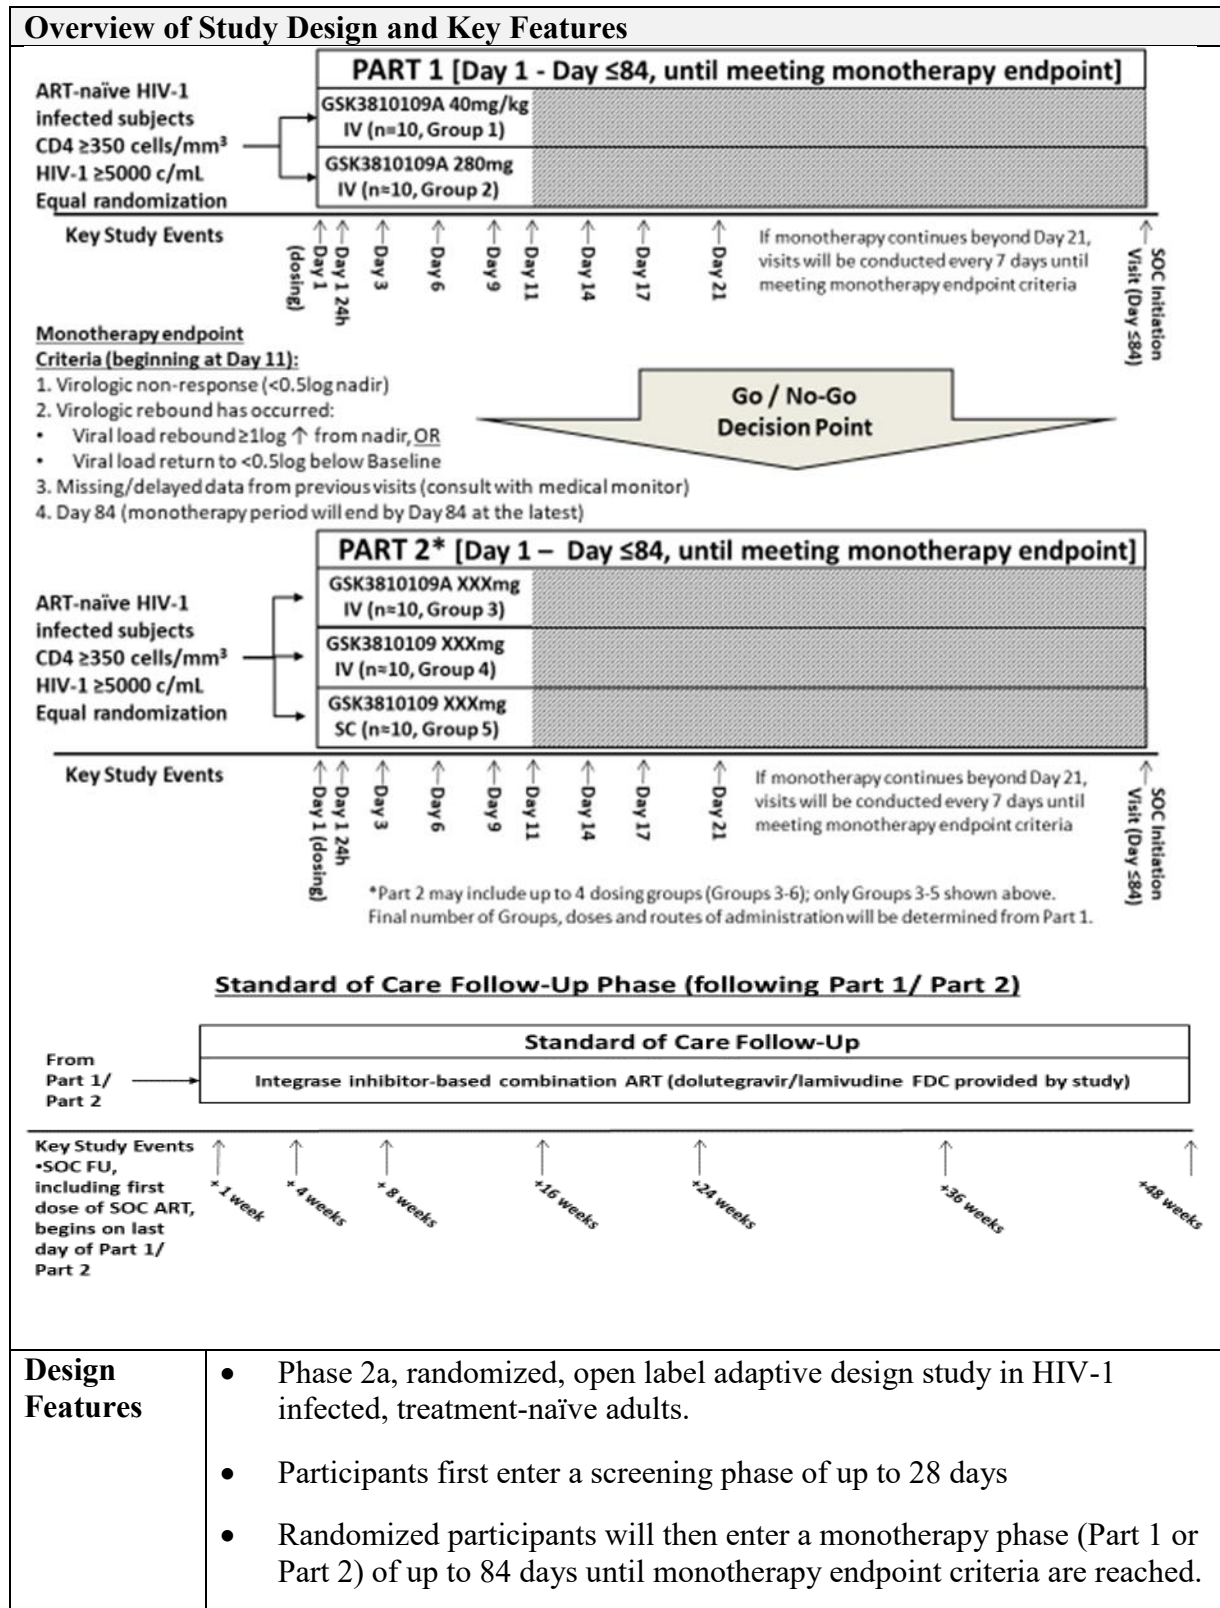 Overview of Study Design and Key Features
PART 1 [Day 1 - Day ≤84, until meeting monotherapy endpoint]
ART-naïve HIV-1
infected subjects
CD4 ≥350 cells/mm³
HIV-1 ≥5000 c/mL
Equal randomization
GSK3810109A 40mg/kg
IV (n≈10, Group 1)
GSK3810109A 280mg
IV (n≈10, Group 2)
Key Study Events
Day 1
(dosing)
Day 1 24h
Day 3
Day 6
Day 9
Day 11
Day 14
Day 17
Day 21
If monotherapy continues beyond Day 21,
visits will be conducted every 7 days until
meeting monotherapy endpoint criteria
SOC Initiation
Visit (Day ≤84)
Monotherapy endpoint
Criteria (beginning at Day 11):
1. Virologic non-response (<0.5log nadir)
2. Virologic rebound has occurred:
• Viral load rebound ≥1log ↑ from nadir, OR
• Viral load return to <0.5log below Baseline
3. Missing/delayed data from previous visits (consult with medical monitor)
4. Day 84 (monotherapy period will end by Day 84 at the latest)
Go / No-Go
Decision Point
PART 2* [Day 1 – Day ≤84, until meeting monotherapy endpoint]
ART-naïve HIV-1
infected subjects
CD4 ≥350 cells/mm³
HIV-1 ≥5000 c/mL
Equal randomization
GSK3810109A XXXmg
IV (n≈10, Group 3)
GSK3810109 XXXmg
IV (n≈10, Group 4)
GSK3810109 XXXmg
SC (n≈10, Group 5)
Key Study Events
Day 1 (dosing)
Day 1 24h
Day 3
Day 6
Day 9
Day 11
Day 14
Day 17
Day 21
If monotherapy continues beyond Day 21,
visits will be conducted every 7 days until
meeting monotherapy endpoint criteria
SOC Initiation
Visit (Day ≤84)
*Part 2 may include up to 4 dosing groups (Groups 3-6); only Groups 3-5 shown above.
Final number of Groups, doses and routes of administration will be determined from Part 1.
Standard of Care Follow-Up Phase (following Part 1/ Part 2)
From
Part 1/
Part 2
Standard of Care Follow-Up
Integrase inhibitor-based combination ART (dolutegravir/lamivudine FDC provided by study)
Key Study Events
•SOC FU,
including first
dose of SOC ART,
begins on last
day of Part 1/
Part 2
+ 1 week
+ 4 weeks
+ 8 weeks
+16 weeks
+24 weeks
+36 weeks
+48 weeks
Design
Features
• Phase 2a, randomized, open label adaptive design study in HIV-1
infected, treatment-naïve adults.
• Participants first enter a screening phase of up to 28 days
• Randomized participants will then enter a monotherapy phase (Part 1 or
Part 2) of up to 84 days until monotherapy endpoint criteria are reached.